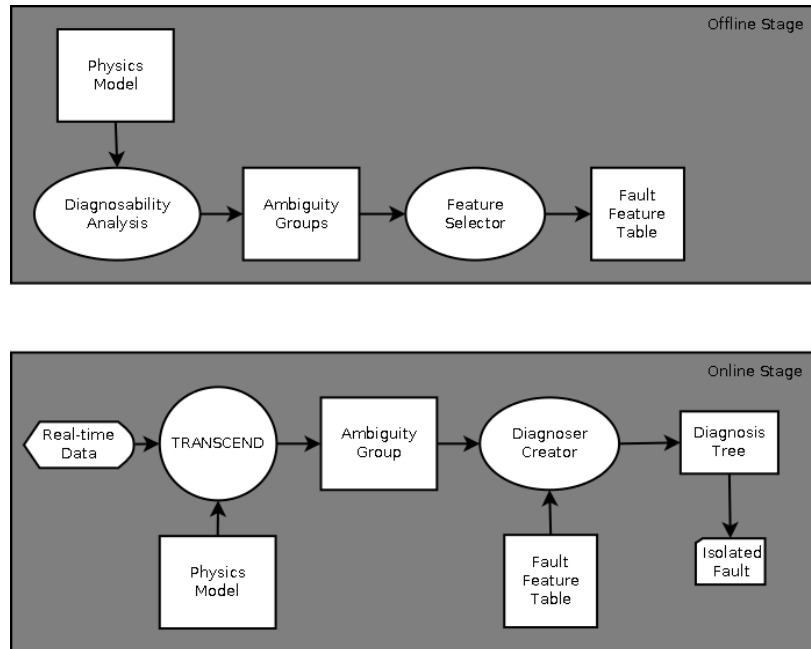 Offline Stage
Physics
Model
Diagnosability
Analysis
Ambiguity
Groups
Feature
Selector
Fault
Feature
Table
Online Stage
Real-time
Data
TRANSCEND
Ambiguity
Group
Diagnoser
Creator
Diagnosis
Tree
Physics
Model
Fault
Feature
Table
Isolated
Fault